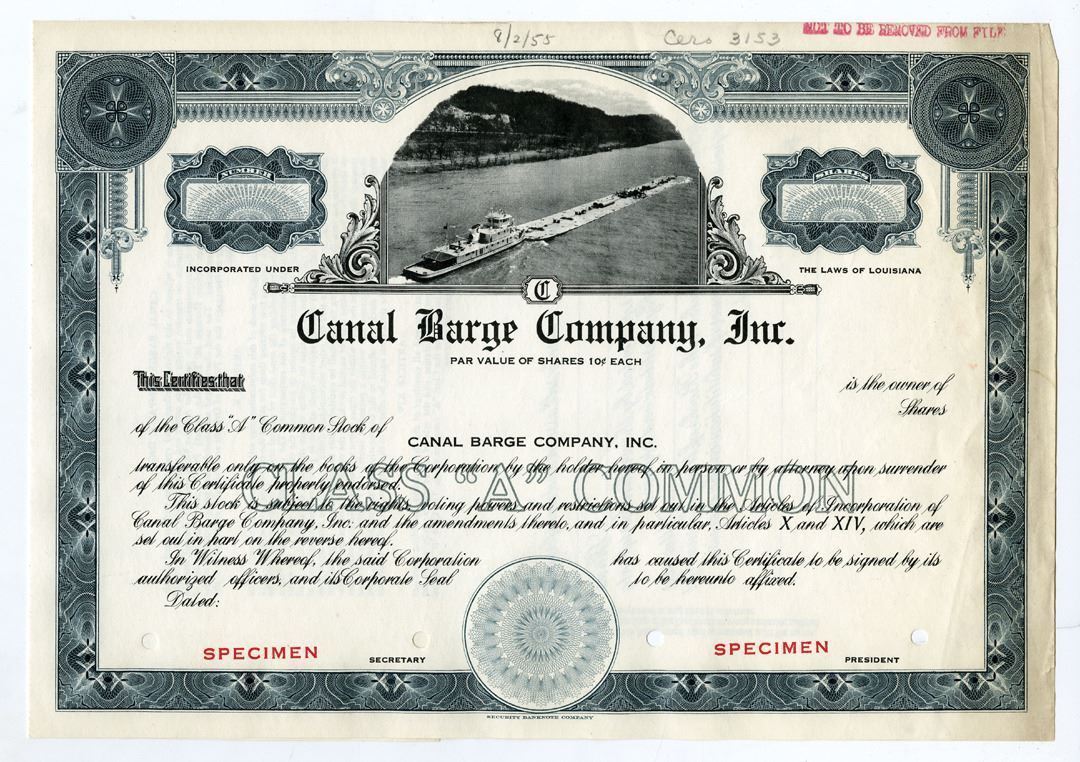 8/2/55
Cers 3153
NOT TO BE REMOVED FROM FILE
NUMBER
SHARES
INCORPORATED UNDER
THE LAWS OF LOUISIANA
C
Canal Barge Company, Inc.
PAR VALUE OF SHARES 10¢ EACH
This Certifies that
is the owner of
Shares
of the Class "A" Common Stock of
CANAL BARGE COMPANY, INC.
CLASS "A" COMMON
transferable only on the books of the Corporation by the holder hereof in person or by attorney upon surrender
of this Certificate properly endorsed.
This stock is subject to the rights, voting powers and restrictions set out in the Articles of Incorporation of
Canal Barge Company, Inc. and the amendments thereto, and in particular, Articles X and XIV, which are
set out in part on the reverse hereof.
In Witness Whereof, the said Corporation has caused this Certificate to be signed by its
authorized officers, and its Corporate Seal to be hereunto affixed.
Dated:
SPECIMEN
SECRETARY
SPECIMEN
PRESIDENT
SECURITY BANKNOTE COMPANY